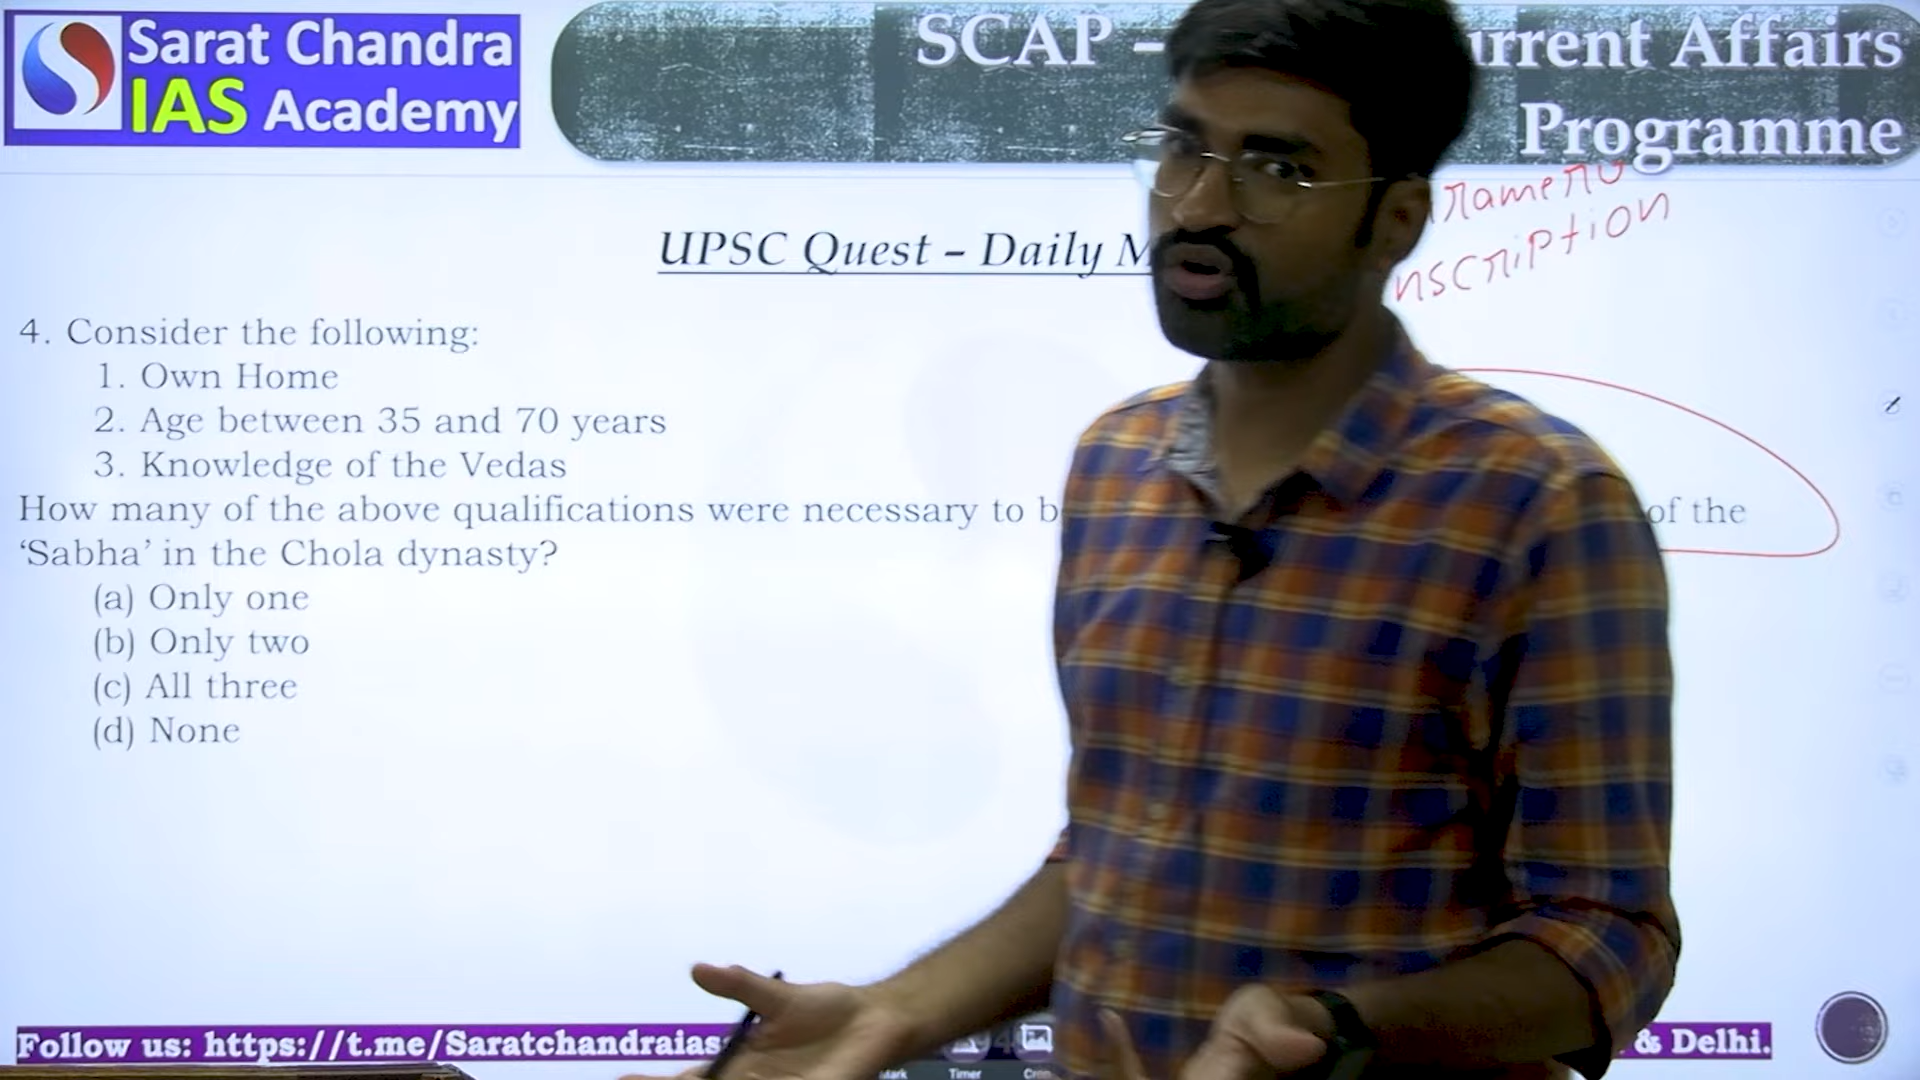 Sarat Chandra
IAS Academy
SCAP – urrent Affairs
Programme
nscription
UPSC Quest – Daily M
4. Consider the following:
1. Own Home
2. Age between 35 and 70 years
3. Knowledge of the Vedas
How many of the above qualifications were necessary to b of the
‘Sabha’ in the Chola dynasty?
(a) Only one
(b) Only two
(c) All three
(d) None
Follow us: https://t.me/Saratchandraias & Delhi.
Mark Timer